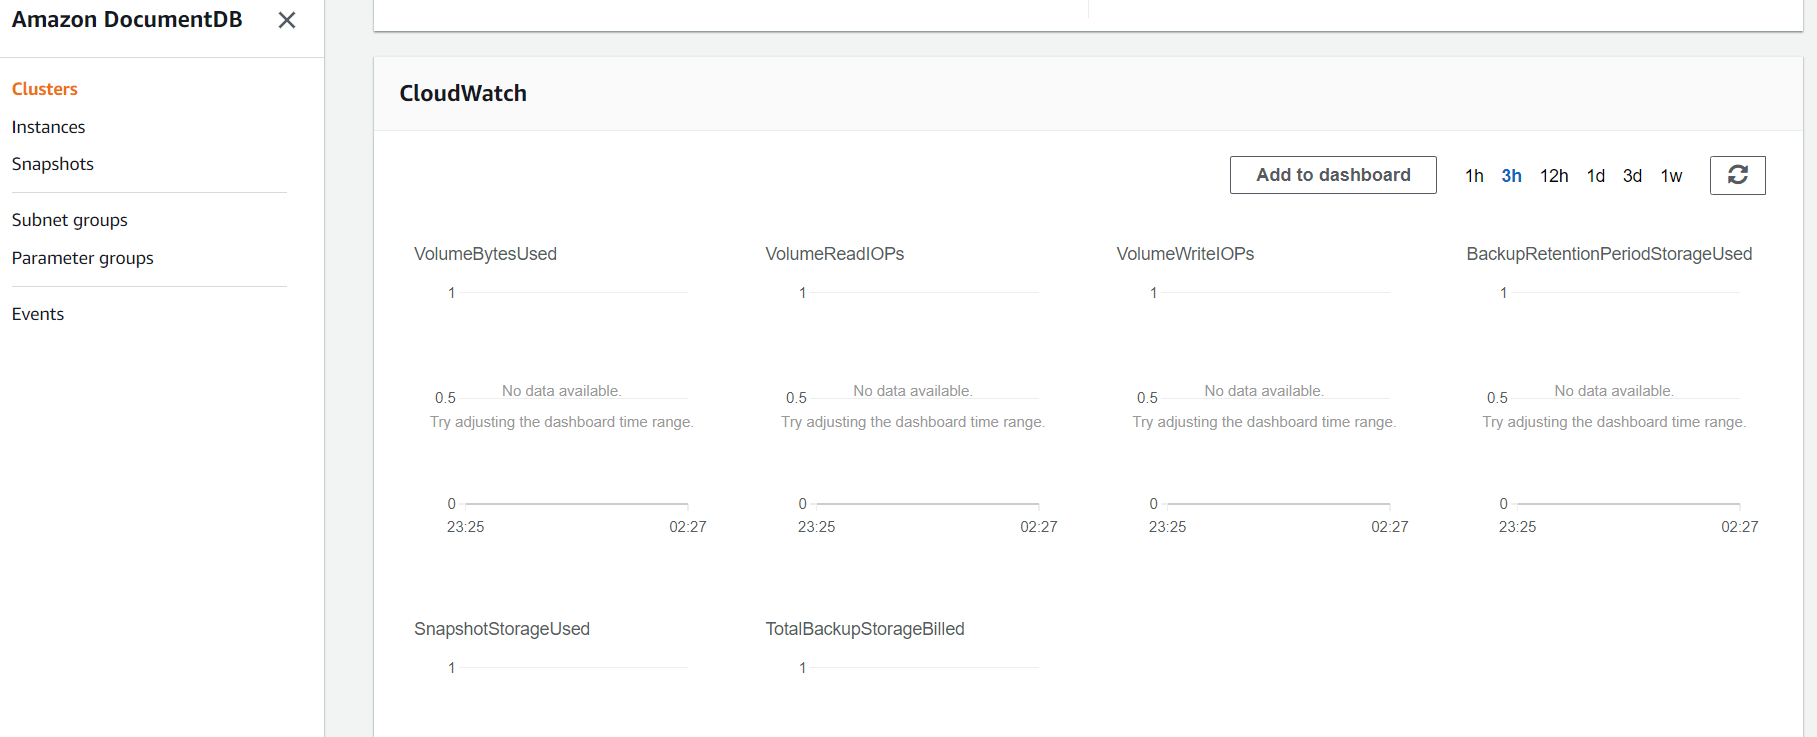 Amazon DocumentDB
Clusters
Instances
Snapshots
Subnet groups
Parameter groups
Events
CloudWatch
Add to dashboard 1h 3h 12h 1d 3d 1w
VolumeBytesUsed
1
0.5
No data available.
Try adjusting the dashboard time range.
0
23:25 02:27
VolumeReadIOPs
1
0.5
No data available.
Try adjusting the dashboard time range.
0
23:25 02:27
VolumeWriteIOPs
1
0.5
No data available.
Try adjusting the dashboard time range.
0
23:25 02:27
BackupRetentionPeriodStorageUsed
1
0.5
No data available.
Try adjusting the dashboard time range.
0
23:25 02:27
SnapshotStorageUsed
1
TotalBackupStorageBilled
1